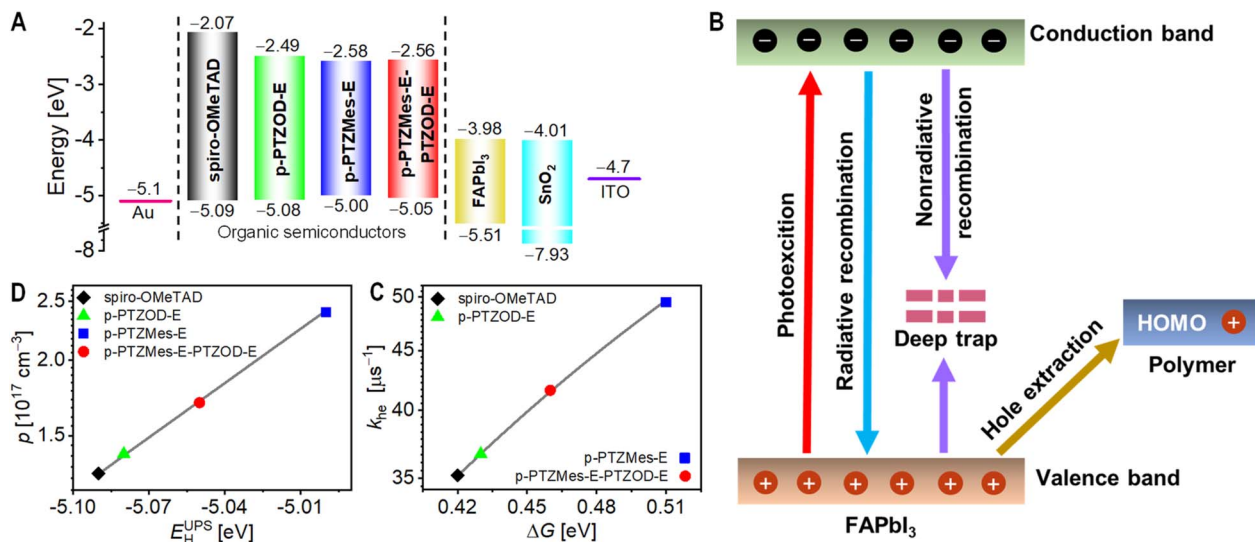 A
Energy [eV]
-2
-3
-4
-5
-8
−5.1
Au
−2.07
spiro-OMeTAD
−5.09
−2.49
p-PTZOD-E
−5.08
−2.58
p-PTZMes-E
−5.00
−2.56
p-PTZMes-E-
PTZOD-E
−5.05
Organic semiconductors
−3.98
FAPbI₃
−5.51
−4.01
SnO₂
−7.93
−4.7
ITO
B
Conduction band
− − − − − −
Photoexcition
Radiative recombination
Nonradiative
recombination
Deep trap
HOMO +
Polymer
Hole extraction
+ + + + + +
Valence band
FAPbI₃
D
spiro-OMeTAD
p-PTZOD-E
p-PTZMes-E
p-PTZMes-E-PTZOD-E
p [10¹⁷ cm⁻³]
2.5
2.0
1.5
-5.10
-5.07
-5.04
-5.01
E_H^UPS [eV]
C
spiro-OMeTAD
p-PTZOD-E
p-PTZMes-E
p-PTZMes-E-PTZOD-E
k_he [μs⁻¹]
50
45
40
35
0.42
0.45
0.48
0.51
ΔG [eV]